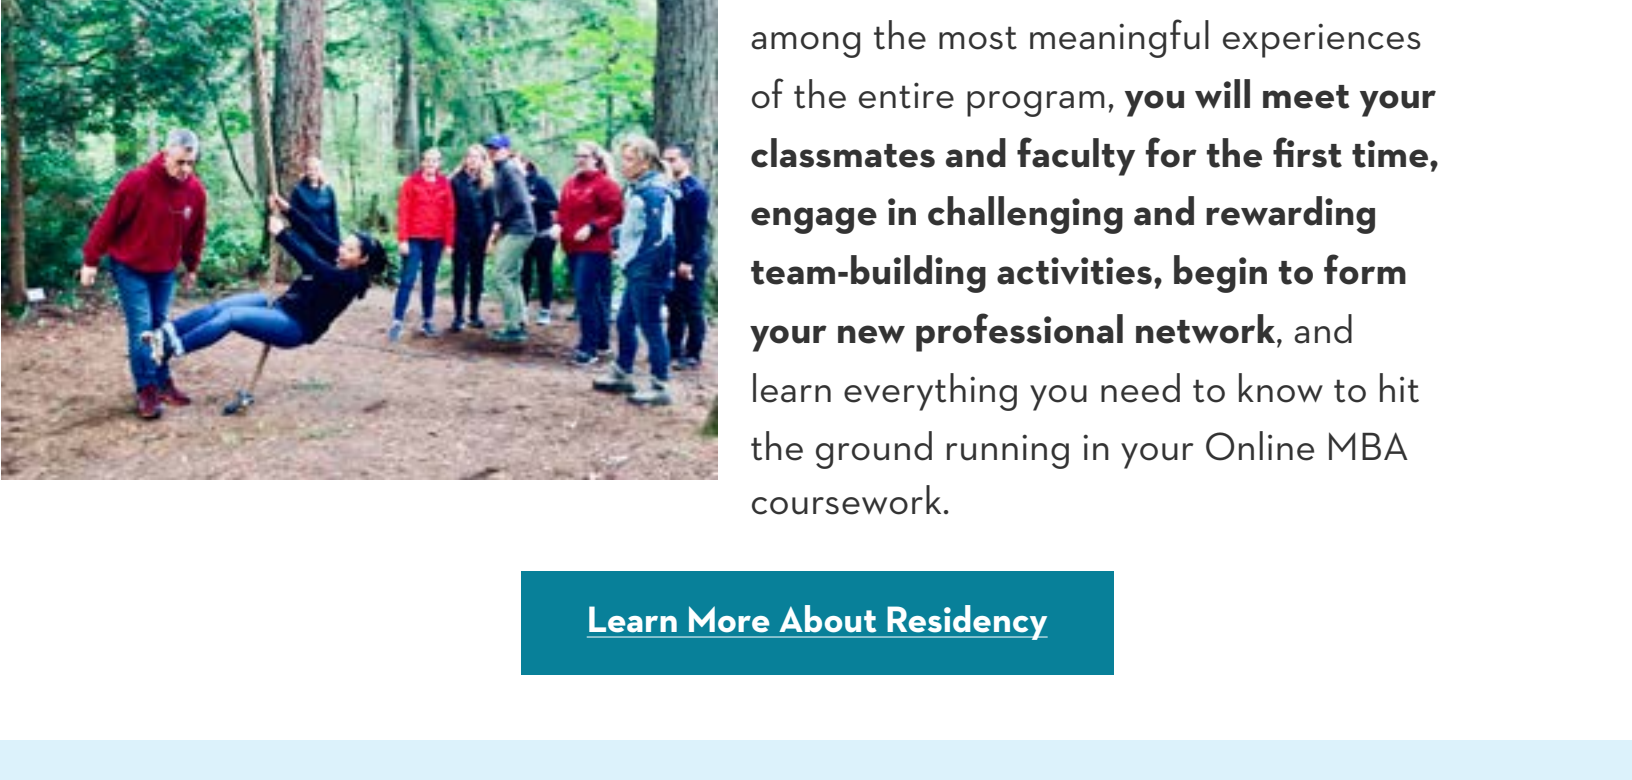 among the most meaningful experiences
of the entire program, you will meet your
classmates and faculty for the first time,
engage in challenging and rewarding
team-building activities, begin to form
your new professional network, and
learn everything you need to know to hit
the ground running in your Online MBA
coursework.
Learn More About Residency